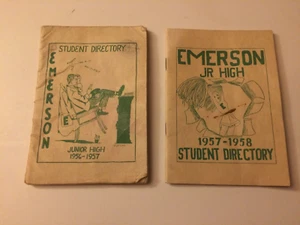 STUDENT DIRECTORY
EMERSON
E
JUNIOR HIGH
1956-1957
EMERSON
JR HIGH
E
1957-1958
STUDENT DIRECTORY